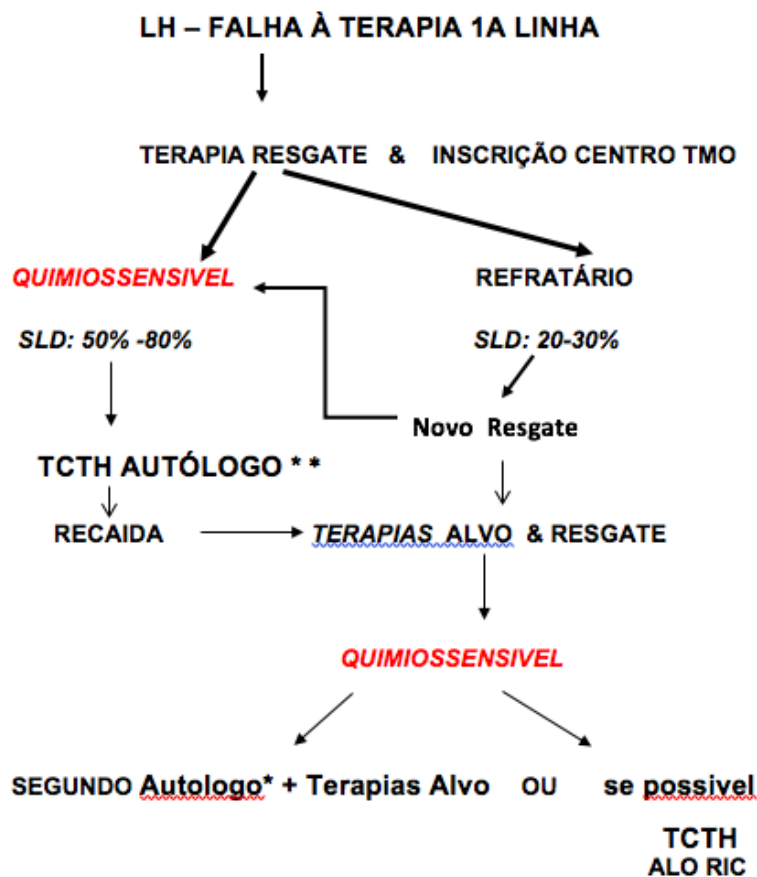 LH – FALHA À TERAPIA 1A LINHA
TERAPIA RESGATE & INSCRIÇÃO CENTRO TMO
QUIMIOSSENSIVEL
REFRATÁRIO
SLD: 50% -80%
SLD: 20-30%
Novo Resgate
TCTH AUTÓLOGO * *
RECAIDA
TERAPIAS ALVO & RESGATE
QUIMIOSSENSIVEL
SEGUNDO Autologo* + Terapias Alvo OU se possivel
TCTH
ALO RIC